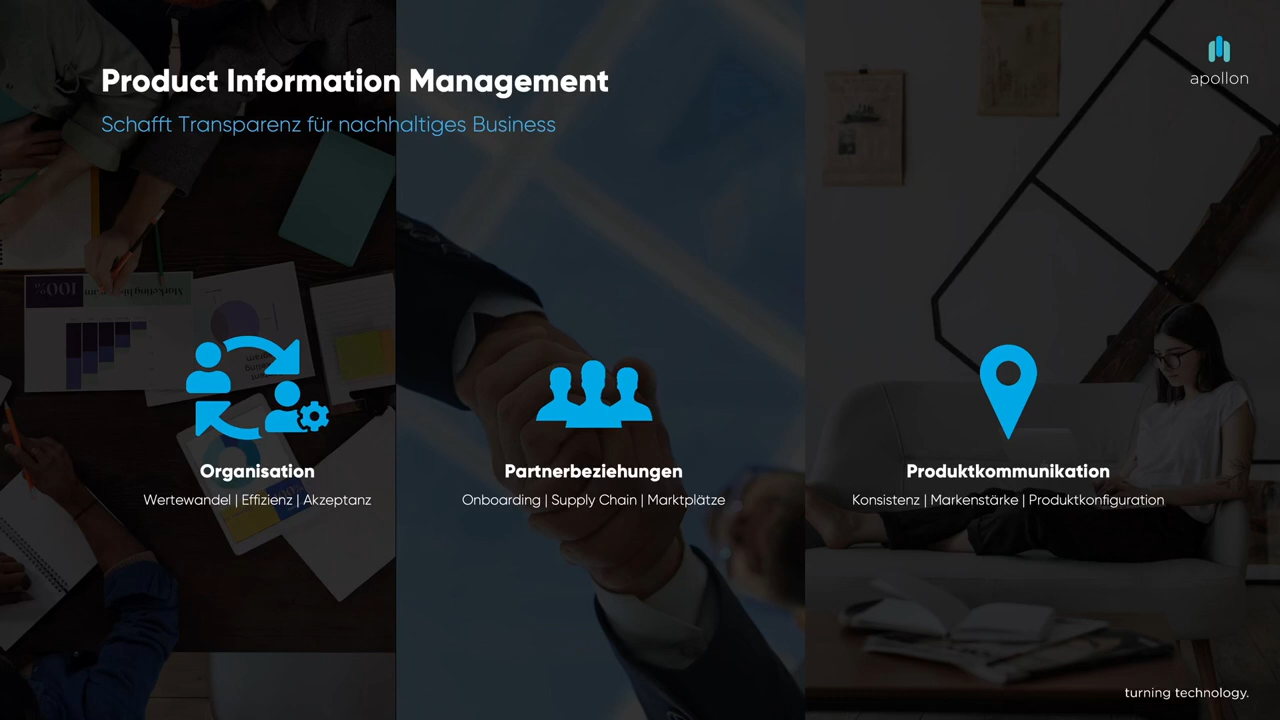 Product Information Management
Schafft Transparenz für nachhaltiges Business
apollon
Organisation
Wertewandel | Effizienz | Akzeptanz
Partnerbeziehungen
Onboarding | Supply Chain | Marktplätze
Produktkommunikation
Konsistenz | Markenstärke | Produktkonfiguration
turning technology.